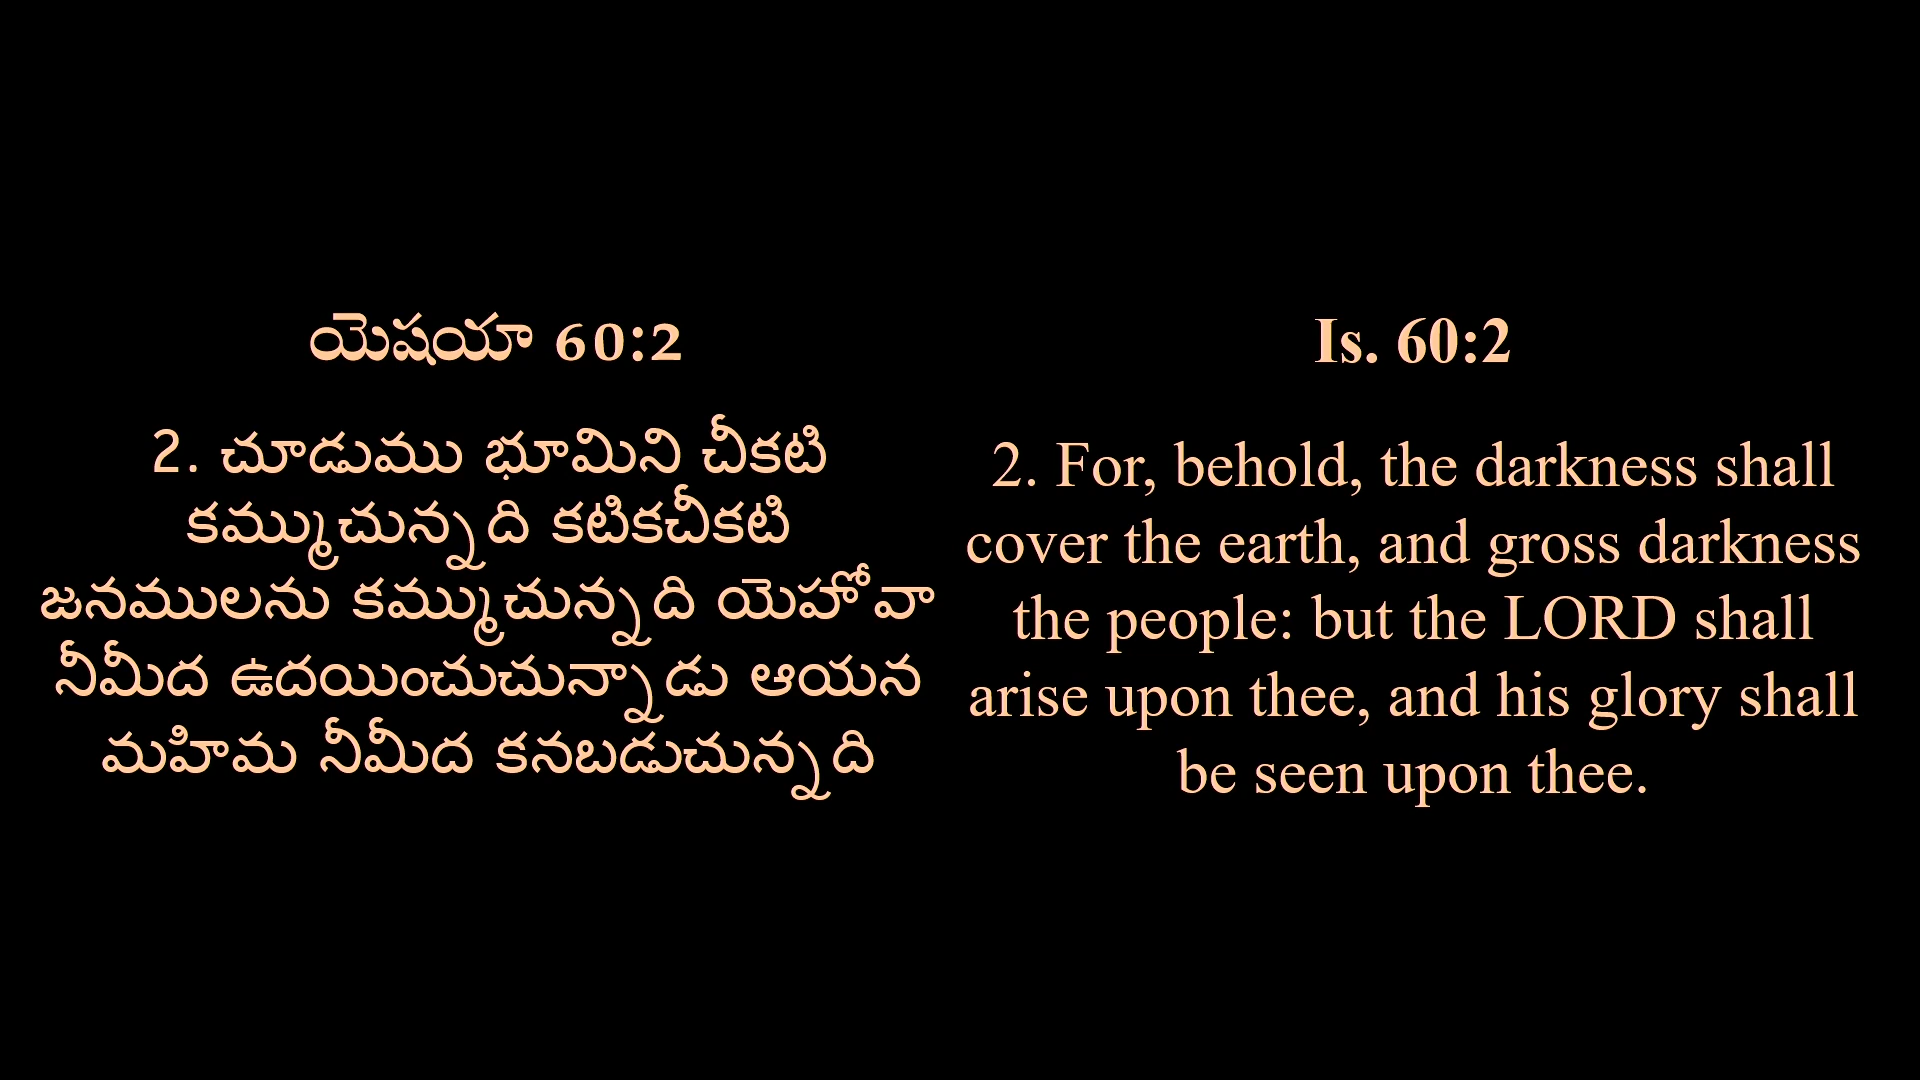 యెషయా 60:2
2. చూడుము భూమిని చీకటి
కమ్ముచున్నది కటికచీకటి
జనములను కమ్ముచున్నది యెహోవా
నీమీద ఉదయించుచున్నాడు ఆయన
మహిమ నీమీద కనబడుచున్నది
Is. 60:2
2. For, behold, the darkness shall
cover the earth, and gross darkness
the people: but the LORD shall
arise upon thee, and his glory shall
be seen upon thee.